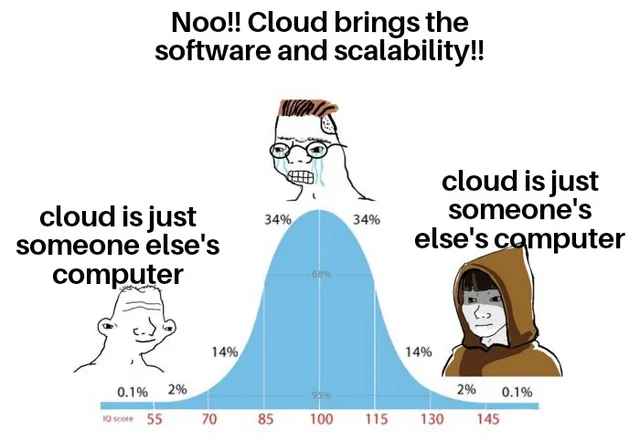 Noo!! Cloud brings the
software and scalability!!
cloud is just
someone else's
computer
cloud is just
someone's
else's computer
34%
34%
68%
14%
14%
0.1%
2%
95%
2%
0.1%
IQ score
55
70
85
100
115
130
145